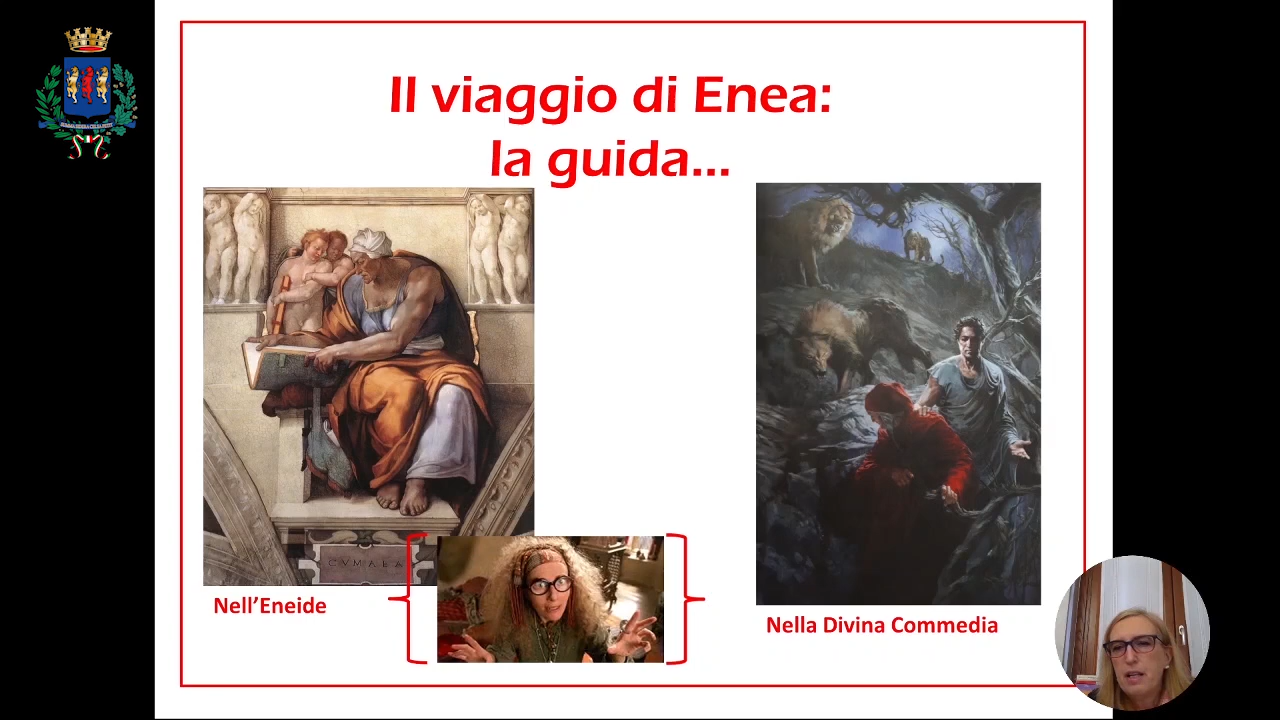 Il viaggio di Enea:
la guida...
CVMAEA
Nell'Eneide
Nella Divina Commedia